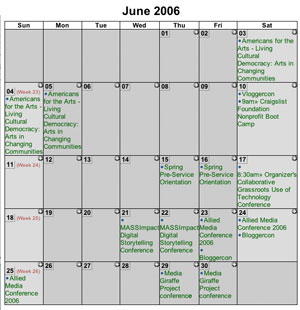 June 2006
Sun Mon Tue Wed Thu Fri Sat
01 02 03
Americans for the
Arts - Living
Cultural
Democracy: Arts in
Changing
Communities
04 (Week 23) 05 06 07 08 09 10
Americans
for the Arts
- Living
Cultural
Democracy:
Arts in
Changing
Communities
Americans
for the Arts -
Living
Cultural
Democracy:
Arts in
Changing
Communities
Vloggercon
9am» Craigslist
Foundation
Nonprofit Boot
Camp
11 (Week 24) 12 13 14 15 16 17
Spring
Pre-Service
Orientation
Spring
Pre-Service
Orientation
8:30am» Organizer's
Collaborative
Grassroots Use of
Technology
Conference
18 (Week 25) 19 20 21 22 23 24
MASSImpact
Digital
Storytelling
Conference
MASSImpact
Digital
Storytelling
Conference
Allied
Media
Conference
2006
Bloggercon
Allied Media
Conference 2006
Bloggercon
25 (Week 26) 26 27 28 29 30
Allied
Media
Conference
2006
Media
Giraffe
Project
conference
Media
Giraffe
Project
conference